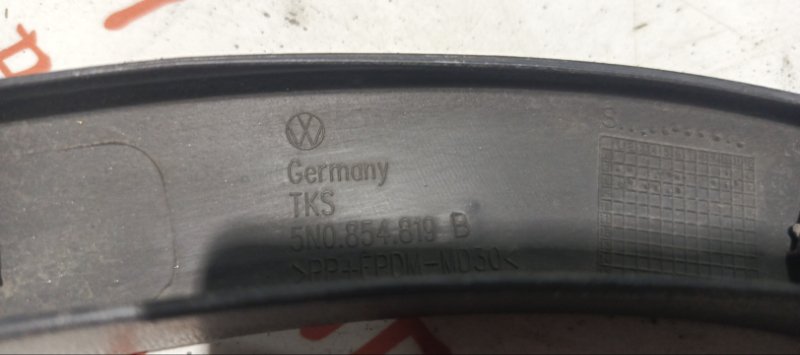 Germany
TKS
5N0.854.819 B
>PP+EPDM-MD30<
S